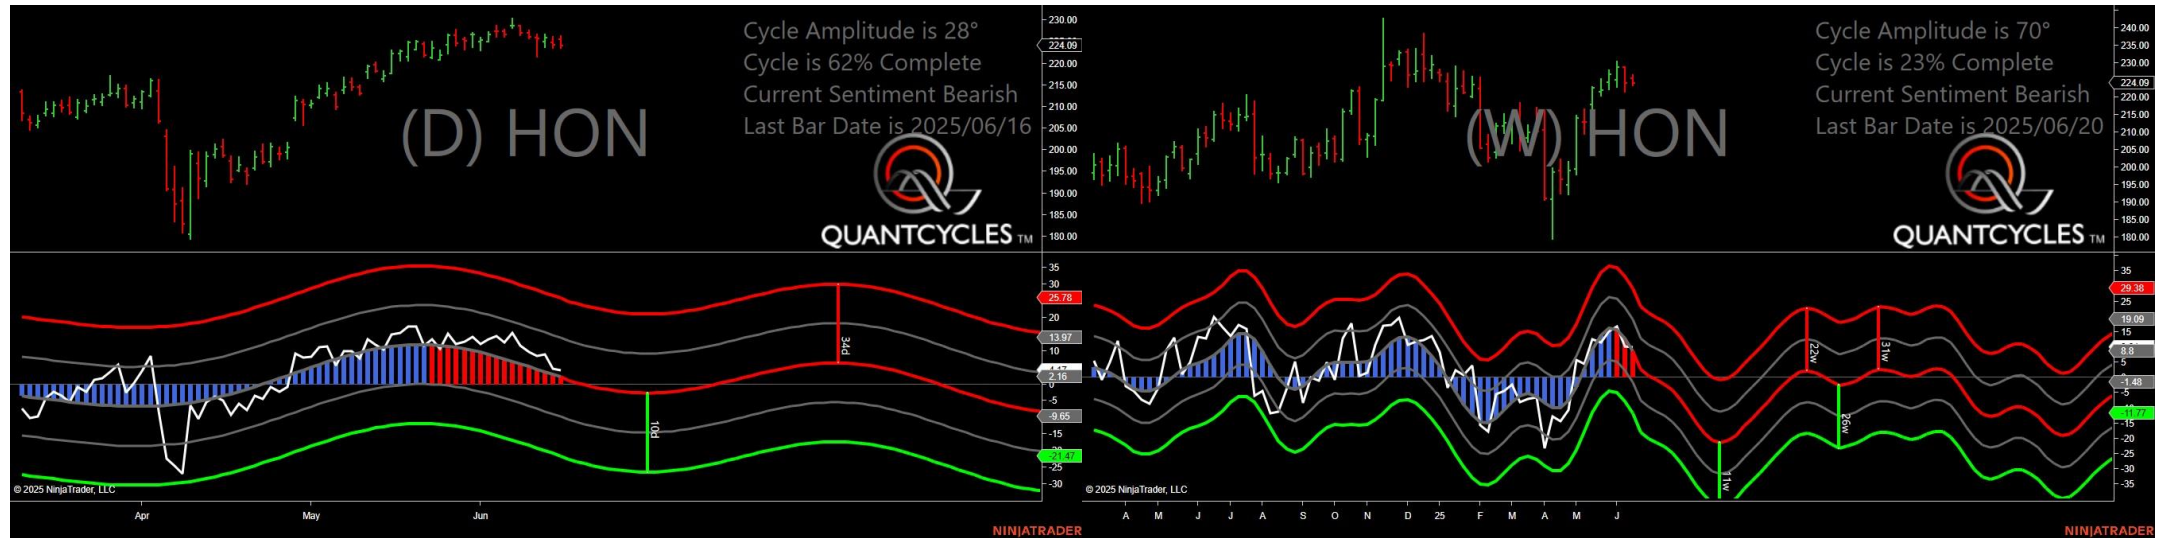 Cycle Amplitude is 28°
Cycle is 62% Complete
Current Sentiment Bearish
Last Bar Date is 2025/06/16
(D) HON
QUANTCYCLES TM
230.00
224.09
220.00
215.00
210.00
205.00
200.00
195.00
190.00
185.00
180.00
35
30
25.78
20
13.97
10
2.16
-5
-9.65
-15
-21.47
-25
-30
34d
10d
© 2025 NinjaTrader, LLC
Apr May Jun
NINJATRADER
Cycle Amplitude is 70°
Cycle is 23% Complete
Current Sentiment Bearish
Last Bar Date is 2025/06/20
(W) HON
QUANTCYCLES TM
240.00
235.00
230.00
224.09
220.00
215.00
210.00
205.00
200.00
195.00
190.00
185.00
180.00
35
29.38
25
19.09
15
8.8
5
-1.48
-5
-11.77
-15
-20
-25
-30
-35
22w
31w
26w
11w
© 2025 NinjaTrader, LLC
A M J J A S O N D 25 F M A M J
NINJATRADER